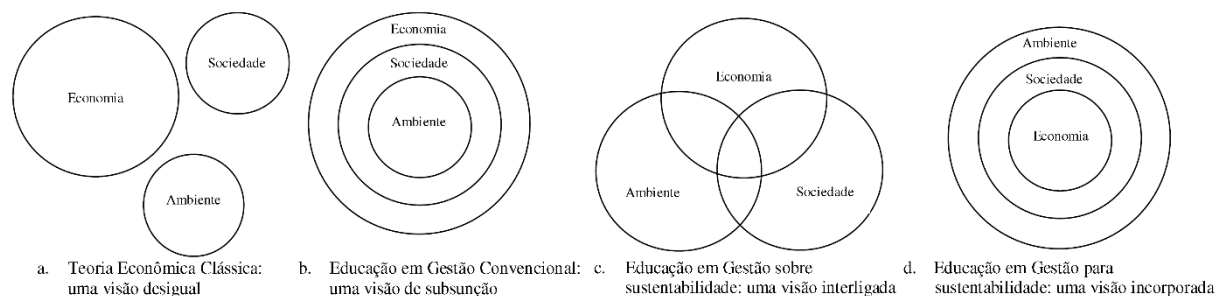 Economia
Sociedade
Ambiente
a. Teoria Econômica Clássica:
uma visão desigual
Economia
Sociedade
Ambiente
b. Educação em Gestão Convencional:
uma visão de subsunção
Economia
Ambiente
Sociedade
c. Educação em Gestão sobre
sustentabilidade: uma visão interligada
Ambiente
Sociedade
Economia
d. Educação em Gestão para
sustentabilidade: uma visão incorporada